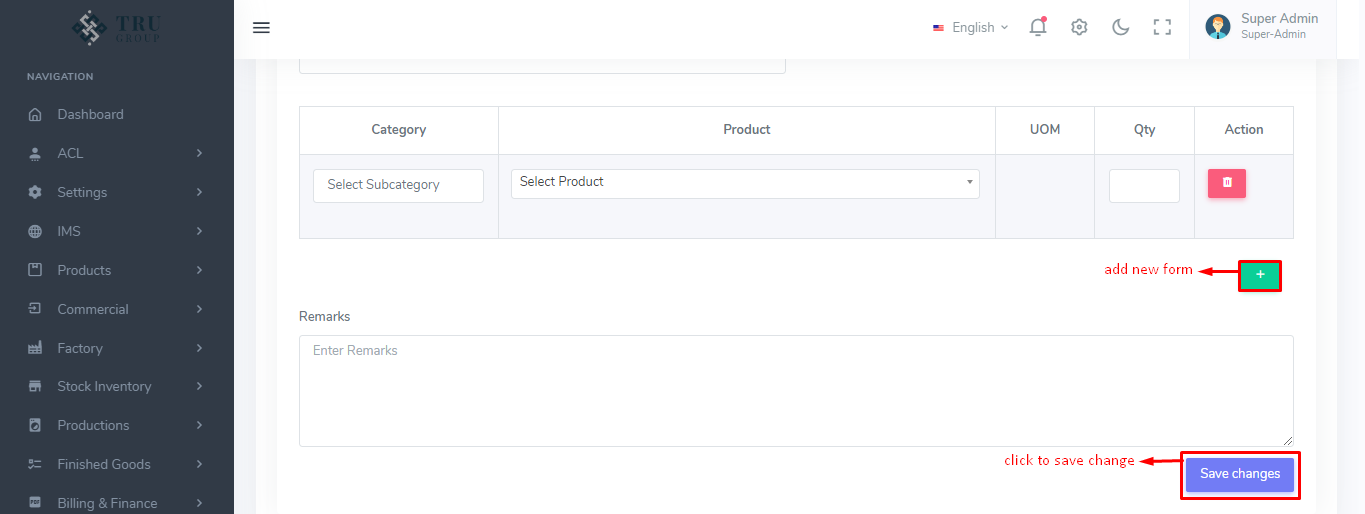 TRU
GROUP
English
Super Admin
Super-Admin
NAVIGATION
Dashboard
ACL
Settings
IMS
Products
Commercial
Factory
Stock Inventory
Productions
Finished Goods
Billing & Finance
Category Product UOM Qty Action
Select Subcategory Select Product
add new form
+
Remarks
Enter Remarks
click to save change
Save changes